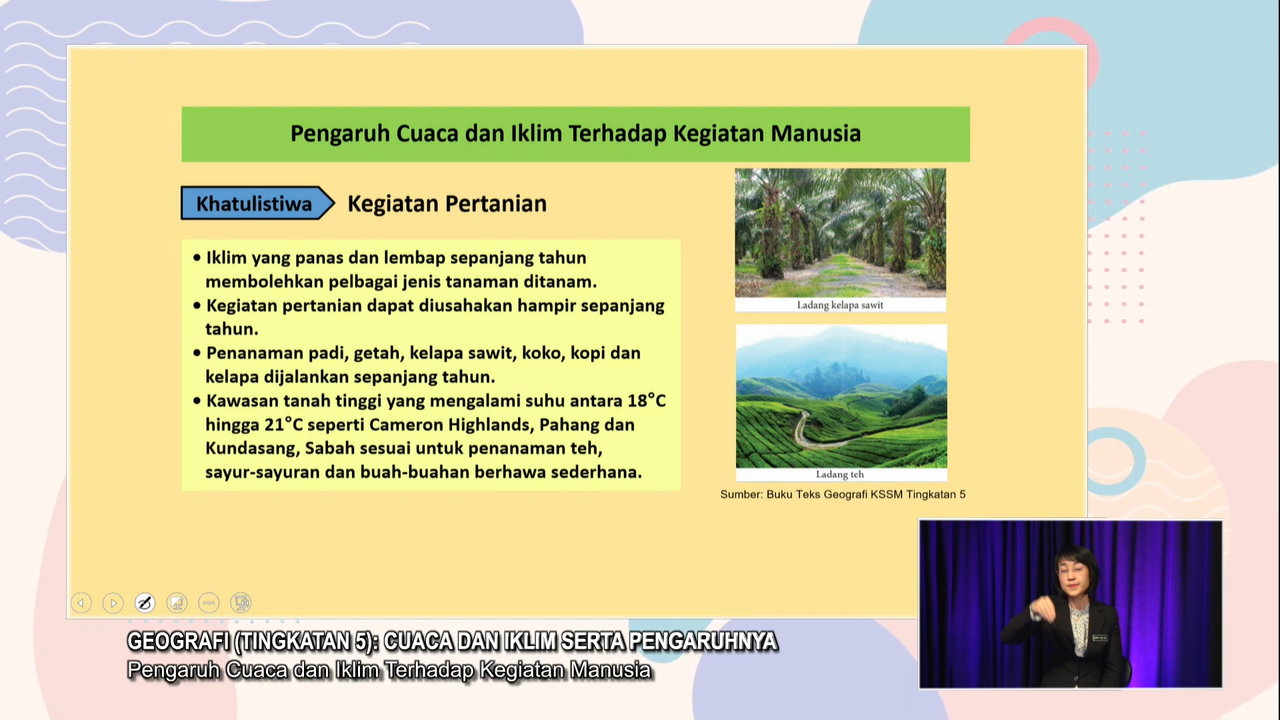 Pengaruh Cuaca dan Iklim Terhadap Kegiatan Manusia
Khatulistiwa
Kegiatan Pertanian
• Iklim yang panas dan lembap sepanjang tahun
membolehkan pelbagai jenis tanaman ditanam.
• Kegiatan pertanian dapat diusahakan hampir sepanjang
tahun.
• Penanaman padi, getah, kelapa sawit, koko, kopi dan
kelapa dijalankan sepanjang tahun.
• Kawasan tanah tinggi yang mengalami suhu antara 18°C
hingga 21°C seperti Cameron Highlands, Pahang dan
Kundasang, Sabah sesuai untuk penanaman teh,
sayur-sayuran dan buah-buahan berhawa sederhana.
Ladang kelapa sawit
Ladang teh
Sumber: Buku Teks Geografi KSSM Tingkatan 5
GEOGRAFI (TINGKATAN 5): CUACA DAN IKLIM SERTA PENGARUHNYA
Pengaruh Cuaca dan Iklim Terhadap Kegiatan Manusia